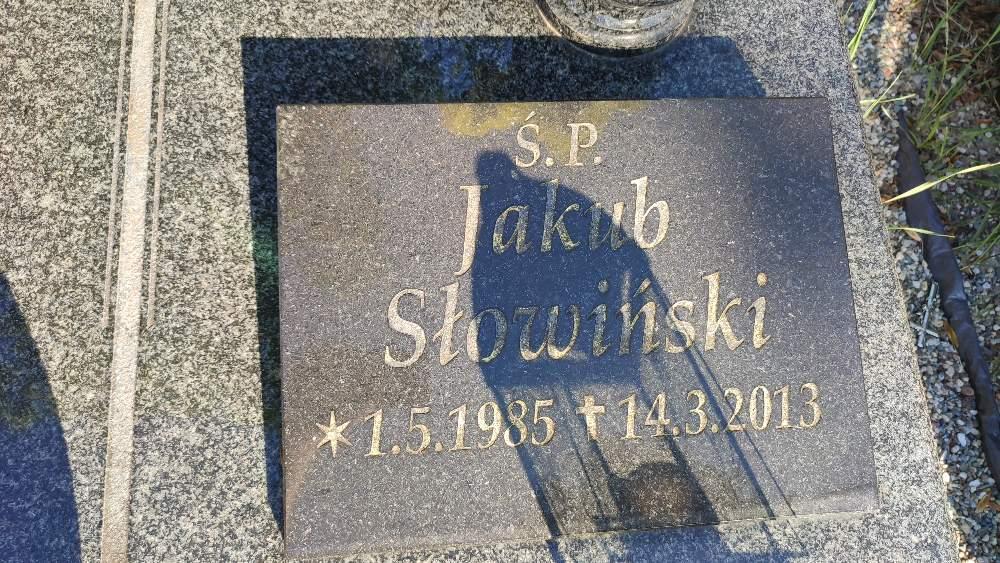 Ś. P.
Jakub
Słowiński
* 1.5.1985 ✝ 14.3.2013